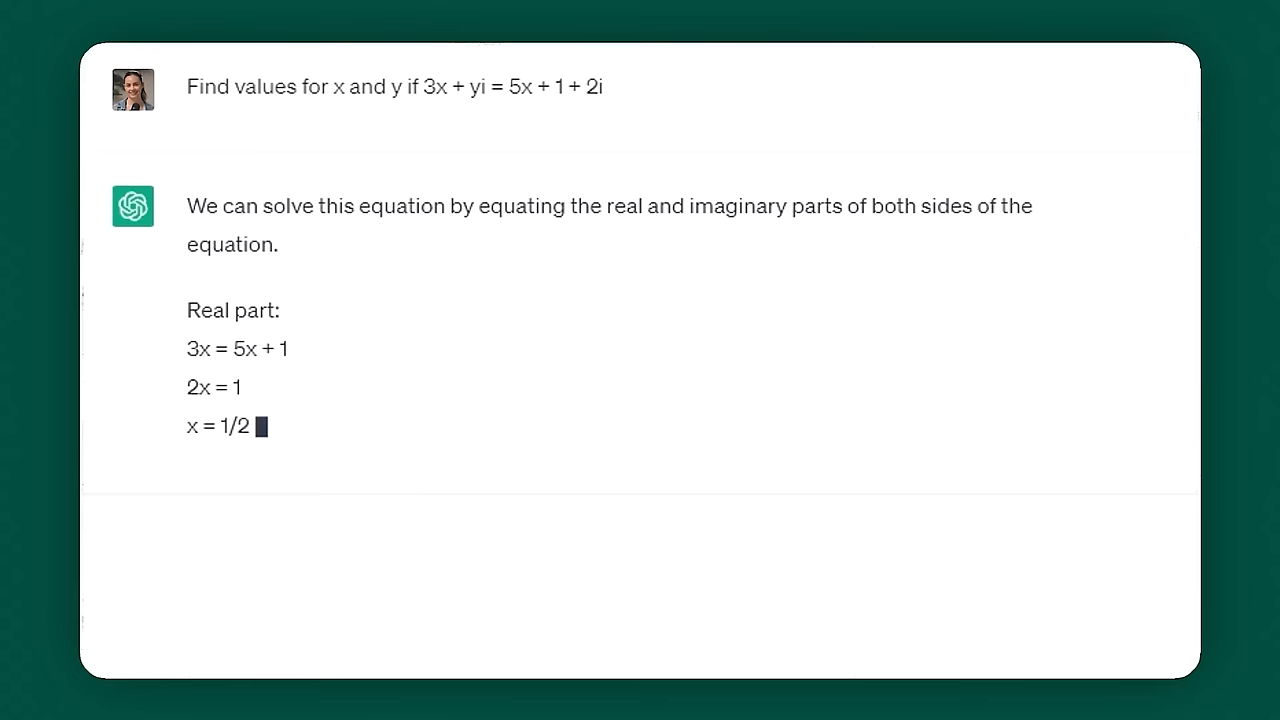 Find values for x and y if 3x + yi = 5x + 1 + 2i
We can solve this equation by equating the real and imaginary parts of both sides of the
equation.
Real part:
3x = 5x + 1
2x = 1
x = 1/2